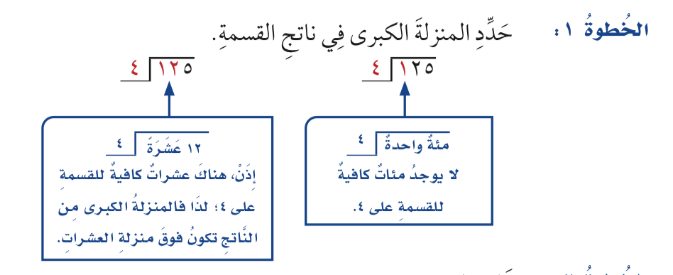 الخُطوةُ ١ : حَدِّدِ المنزلةَ الكبرى فِي ناتجِ القسمةِ.
٤ ١٢٥
٤ ١٢٥
٤ مئةٌ واحدةٌ
لا يوجدُ مئاتٌ كافيةٌ
للقسمةِ على ٤.
٤ ١٢ عَشَرَةً
إذَنْ، هناكَ عشراتٌ كافيةٌ للقسمةِ
على ٤؛ لذَا فالمنزلةُ الكبرى مِن
النَّاتجِ تكونُ فوقَ منزلةِ العشراتِ.